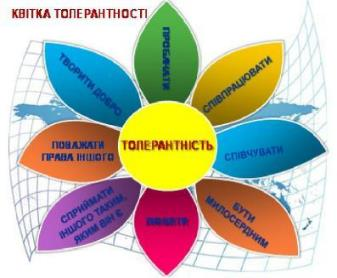 КВІТКА ТОЛЕРАНТНОСТІ
ПРОБАЧАТИ
СПІВПРАЦЮВАТИ
СПІВЧУВАТИ
БУТИ
МИЛОСЕРДНИМ
СПРИЙМАТИ
ІНШОГО ТАКИМ,
ЯКИМ ВІН Є
ПОВАЖАТИ
ПРАВА ІНШОГО
ТВОРИТИ ДОБРО
ТОЛЕРАНТНІСТЬ